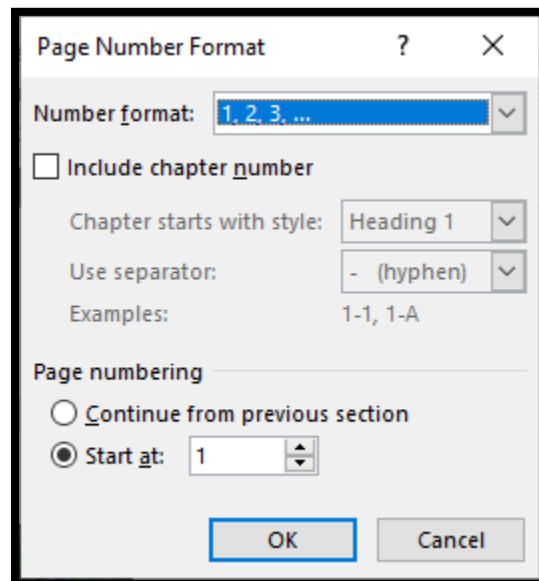 Page Number Format ?
Number format: 1, 2, 3, ...
Include chapter number
Chapter starts with style: Heading 1
Use separator: - (hyphen)
Examples: 1-1, 1-A
Page numbering
Continue from previous section
Start at: 1
OK Cancel